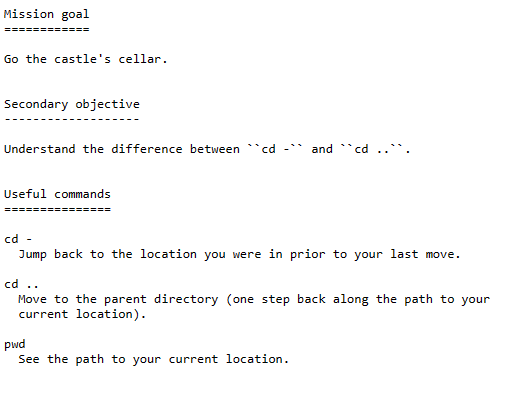 Mission goal
============
Go the castle's cellar.
Secondary objective
-------------------
Understand the difference between ``cd -`` and ``cd ..``.
Useful commands
===============
cd -
Jump back to the location you were in prior to your last move.
cd ..
Move to the parent directory (one step back along the path to your
current location).
pwd
See the path to your current location.